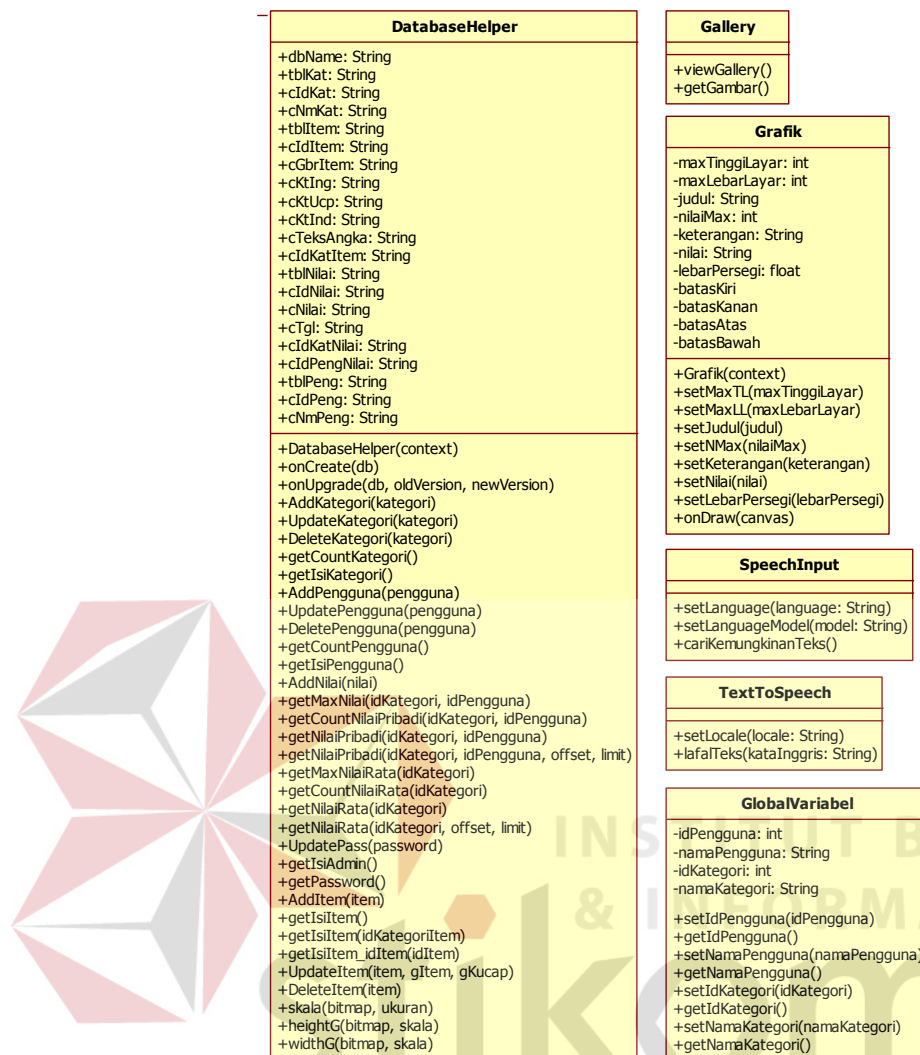 DatabaseHelper
+dbName: String
+tblKat: String
+cIdKat: String
+cNmKat: String
+tblItem: String
+cIdItem: String
+cGbrItem: String
+cKtIng: String
+cKtUcp: String
+cKtInd: String
+cTeksAngka: String
+cIdKatItem: String
+tblNilai: String
+cIdNilai: String
+cNilai: String
+cTgl: String
+cIdKatNilai: String
+cIdPengNilai: String
+tblPeng: String
+cIdPeng: String
+cNmPeng: String
+DatabaseHelper(context)
+onCreate(db)
+onUpgrade(db, oldVersion, newVersion)
+AddKategori(kategori)
+UpdateKategori(kategori)
+DeleteKategori(kategori)
+getCountKategori()
+getIsiKategori()
+AddPengguna(pengguna)
+UpdatePengguna(pengguna)
+DeletePengguna(pengguna)
+getCountPengguna()
+getIsiPengguna()
+AddNilai(nilai)
+getMaxNilai(idKategori, idPengguna)
+getCountNilaiPribadi(idKategori, idPengguna)
+getNilaiPribadi(idKategori, idPengguna)
+getNilaiPribadi(idKategori, idPengguna, offset, limit)
+getMaxNilaiRata(idKategori)
+getCountNilaiRata(idKategori)
+getNilaiRata(idKategori)
+getNilaiRata(idKategori, offset, limit)
+UpdatePass(password)
+getIsiAdmin()
+getPassword()
+AddItem(item)
+getIsiItem()
+getIsiItem(idKategoriItem)
+getIsiItem_idItem(idItem)
+UpdateItem(item, gItem, gKucap)
+DeleteItem(item)
+skala(bitmap, ukuran)
+heightG(bitmap, skala)
+widthG(bitmap, skala)
Gallery
+viewGallery()
+getGambar()
Grafik
-maxTinggiLayar: int
-maxLebarLayar: int
-judul: String
-nilaiMax: int
-keterangan: String
-nilai: String
-lebarPersegi: float
-batasKiri
-batasKanan
-batasAtas
-batasBawah
+Grafik(context)
+setMaxTL(maxTinggiLayar)
+setMaxLL(maxLebarLayar)
+setJudul(judul)
+setNMax(nilaiMax)
+setKeterangan(keterangan)
+setNilai(nilai)
+setLebarPersegi(lebarPersegi)
+onDraw(canvas)
SpeechInput
+setLanguage(language: String)
+setLanguageModel(model: String)
+cariKemungkinanTeks()
TextToSpeech
+setLocale(locale: String)
+lafalTeks(kataInggris: String)
GlobalVariabel
-idPengguna: int
-namaPengguna: String
-idKategori: int
-namaKategori: String
+setIdPengguna(idPengguna)
+getIdPengguna()
+setNamaPengguna(namaPengguna)
+getNamaPengguna()
+setIdKategori(idKategori)
+getIdKategori()
+setNamaKategori(namaKategori)
+getNamaKategori()
INSTITUT B
& INFORMA
stikom